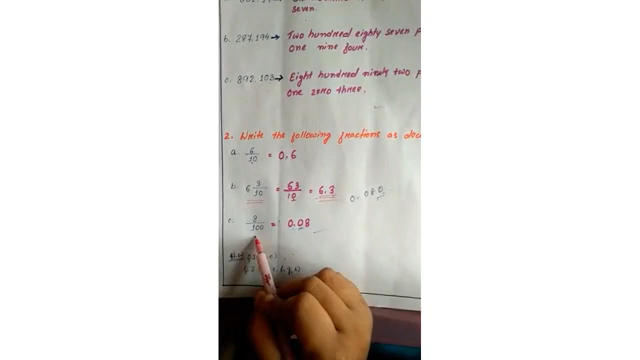 seven.
b. 287.194 → Two hundred eighty seven p
one nine four.
c. 892.103 → Eight hundred ninety two p
one zero three.
2. Write the following fractions as dec
a. 6/10 = 0.6
b. 6 3/10 = 63/10 = 6.3
0.080
c. 8/100 = 0.08
H.W